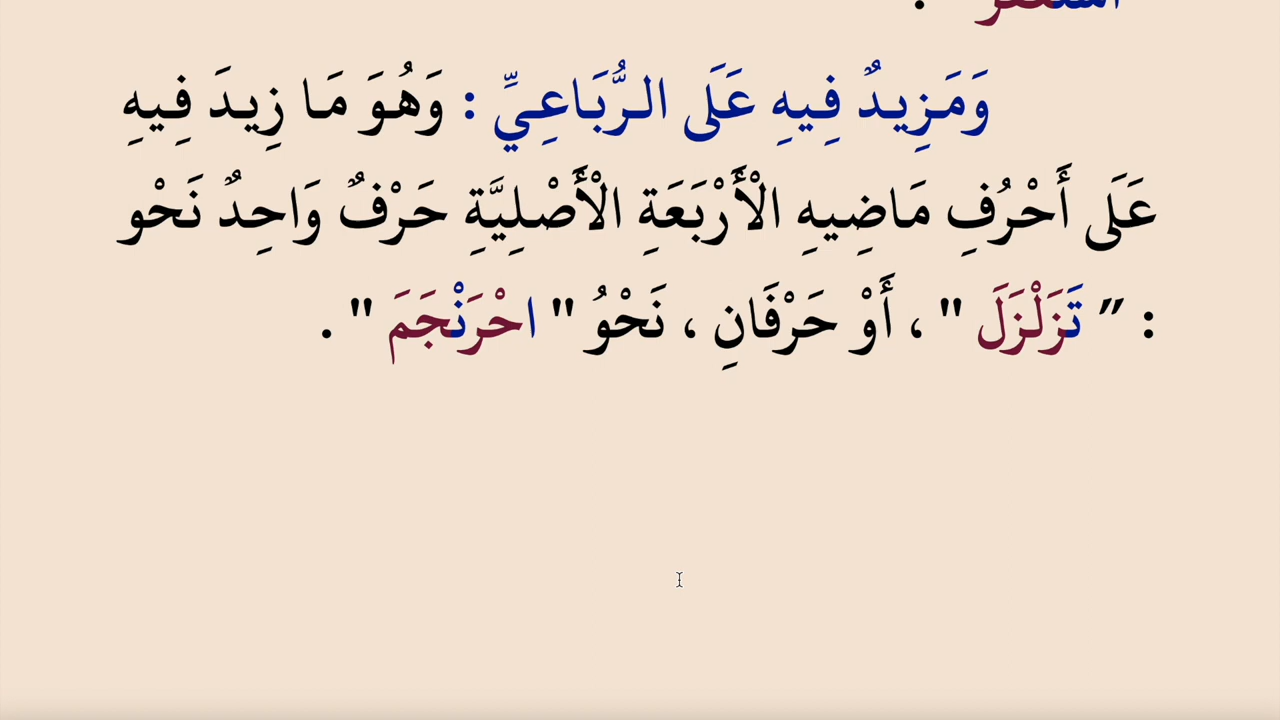 وَمَزِيدٌ فِيهِ عَلَى الرُّبَاعِيِّ : وَهُوَ مَا زِيدَ فِيهِ
عَلَى أَحْرُفِ مَاضِيهِ الْأَرْبَعَةِ الْأَصْلِيَّةِ حَرْفٌ وَاحِدٌ نَحْو
: ” تَزَلْزَلَ " ، أَوْ حَرْفَانِ ، نَحْوُ " احْرَنْجَمَ " .